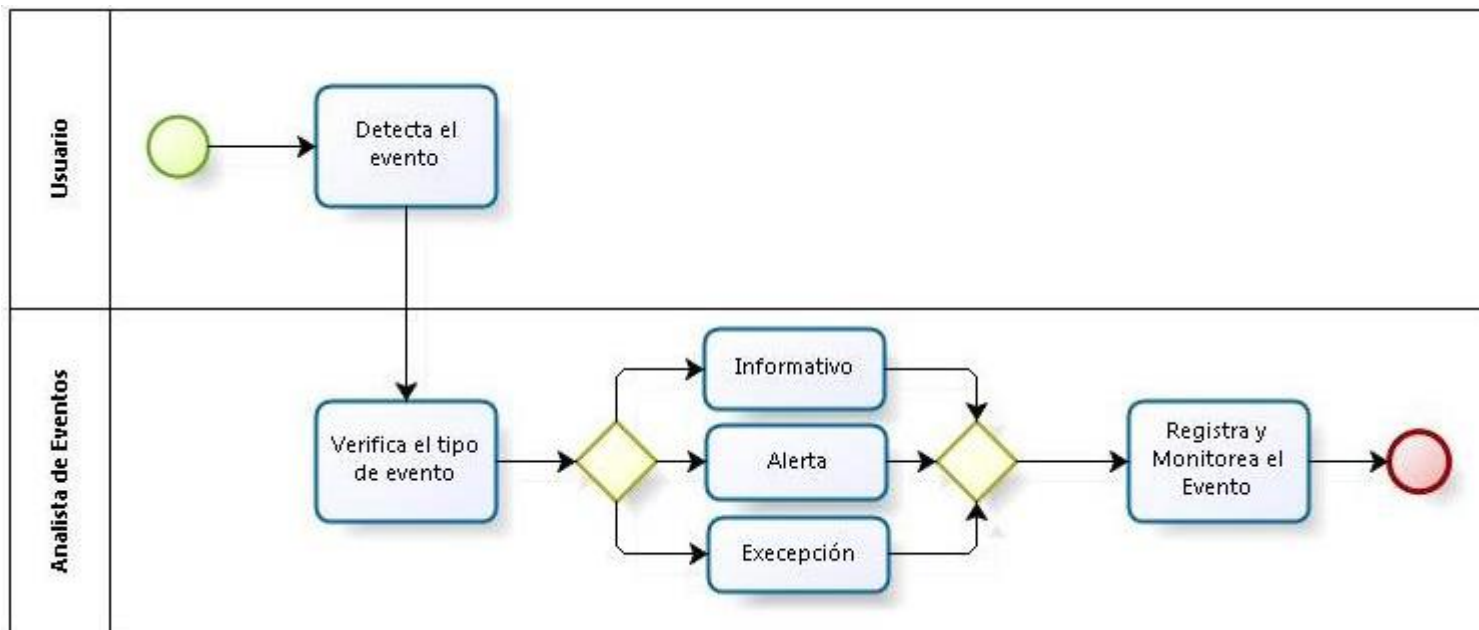 Usuario
Detecta el
evento
Analista de Eventos
Verifica el tipo
de evento
Informativo
Alerta
Execepción
Registra y
Monitorea el
Evento